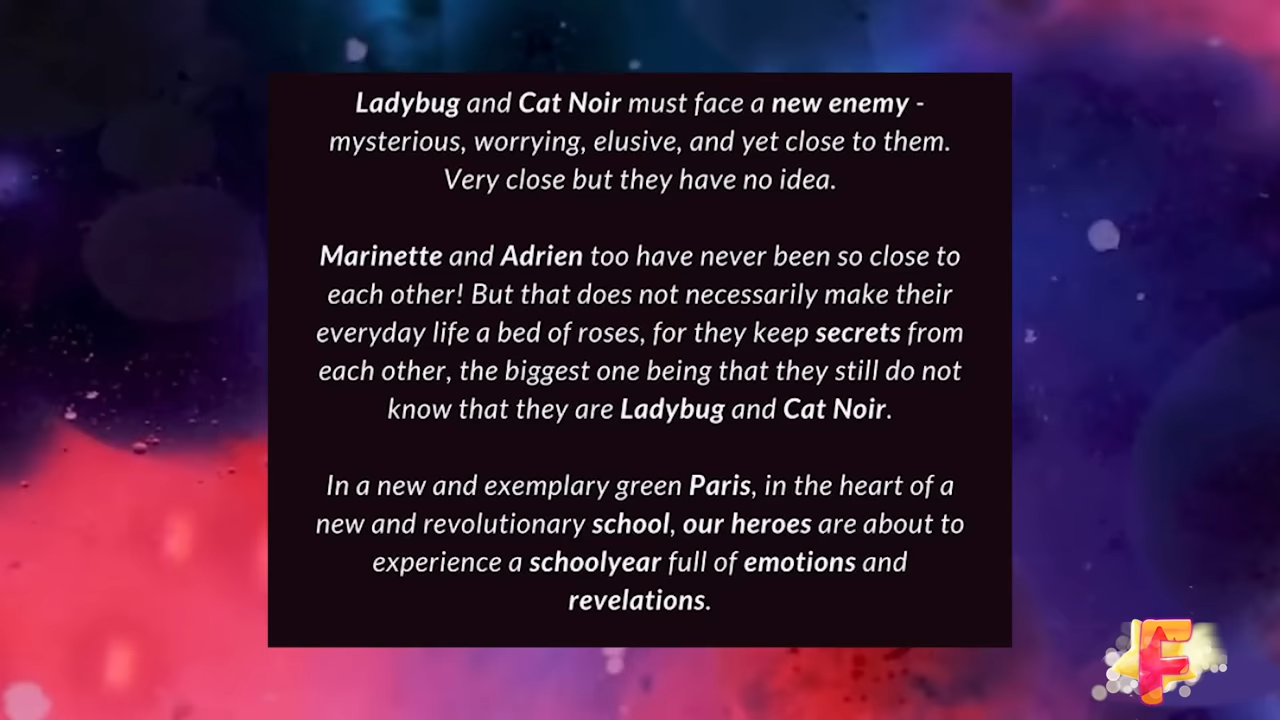 Ladybug and Cat Noir must face a new enemy -
mysterious, worrying, elusive, and yet close to them.
Very close but they have no idea.
Marinette and Adrien too have never been so close to
each other! But that does not necessarily make their
everyday life a bed of roses, for they keep secrets from
each other, the biggest one being that they still do not
know that they are Ladybug and Cat Noir.
In a new and exemplary green Paris, in the heart of a
new and revolutionary school, our heroes are about to
experience a schoolyear full of emotions and
revelations.
F